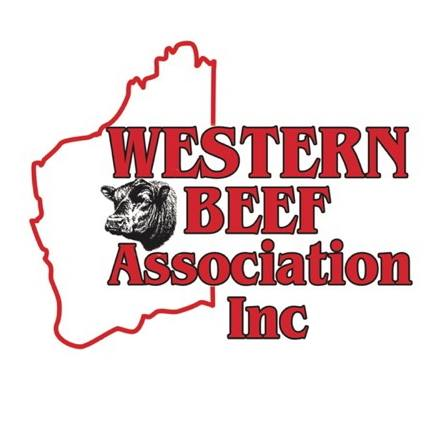 WESTERN
BEEF
Association
Inc